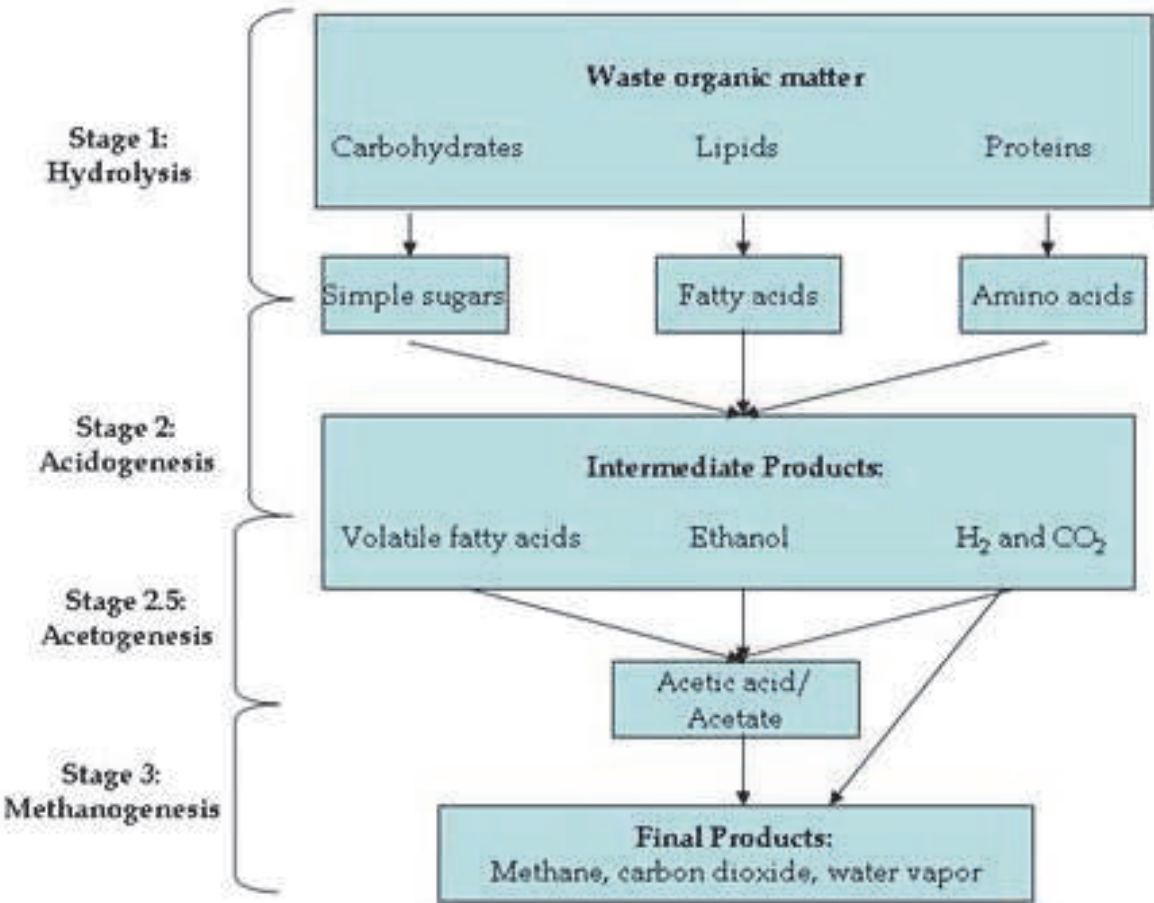 Waste organic matter
Carbohydrates Lipids Proteins
Stage 1:
Hydrolysis
Simple sugars Fatty acids Amino acids
Stage 2:
Acidogenesis
Intermediate Products:
Volatile fatty acids Ethanol H₂ and CO₂
Stage 2.5:
Acetogenesis
Acetic acid/
Acetate
Stage 3:
Methanogenesis
Final Products:
Methane, carbon dioxide, water vapor